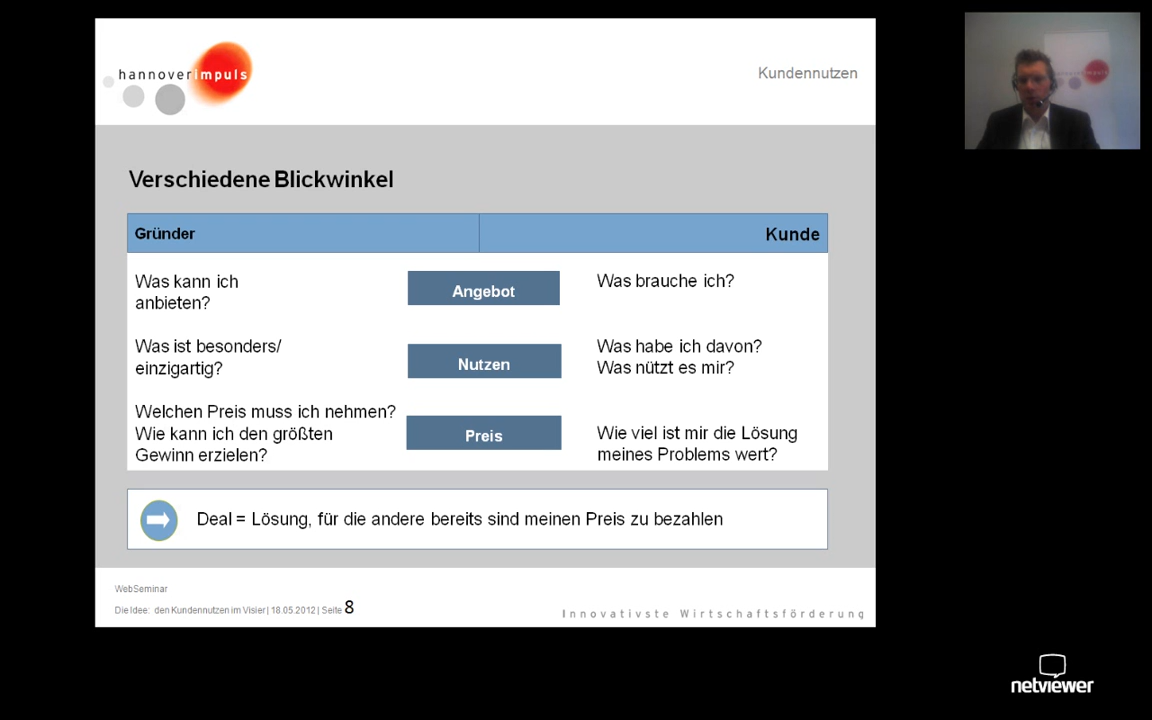 hannoverimpuls
Kundennutzen
Verschiedene Blickwinkel
Gründer
Kunde
Was kann ich
anbieten?
Angebot
Was brauche ich?
Was ist besonders/
einzigartig?
Nutzen
Was habe ich davon?
Was nützt es mir?
Welchen Preis muss ich nehmen?
Wie kann ich den größten
Gewinn erzielen?
Preis
Wie viel ist mir die Lösung
meines Problems wert?
Deal = Lösung, für die andere bereits sind meinen Preis zu bezahlen
WebSeminar
Die Idee: den Kundennutzen im Visier | 18.05.2012 | Seite 8
Innovativste Wirtschaftsförderung
netviewer